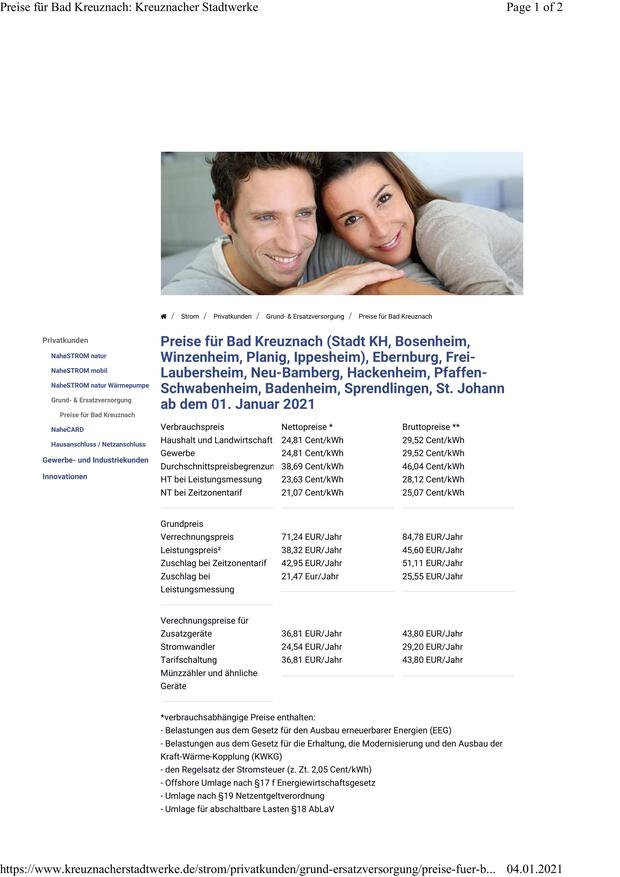 Preise für Bad Kreuznach: Kreuznacher Stadtwerke Page 1 of 2
Strom / Privatkunden / Grund- & Ersatzversorgung / Preise für Bad Kreuznach
Privatkunden
NaheSTROM natur
NaheSTROM mobil
NaheSTROM natur Wärmepumpe
Grund- & Ersatzversorgung
Preise für Bad Kreuznach
NaheCARD
Hausanschluss / Netzanschluss
Gewerbe- und Industriekunden
Innovationen
Preise für Bad Kreuznach (Stadt KH, Bosenheim,
Winzenheim, Planig, Ippesheim), Ebernburg, Frei-
Laubersheim, Neu-Bamberg, Hackenheim, Pfaffen-
Schwabenheim, Badenheim, Sprendlingen, St. Johann
ab dem 01. Januar 2021
Verbrauchspreis Nettopreise * Bruttopreise **
Haushalt und Landwirtschaft 24,81 Cent/kWh 29,52 Cent/kWh
Gewerbe 24,81 Cent/kWh 29,52 Cent/kWh
Durchschnittspreisbegrenzun 38,69 Cent/kWh 46,04 Cent/kWh
HT bei Leistungsmessung 23,63 Cent/kWh 28,12 Cent/kWh
NT bei Zeitzonentarif 21,07 Cent/kWh 25,07 Cent/kWh
Grundpreis
Verrechnungspreis 71,24 EUR/Jahr 84,78 EUR/Jahr
Leistungspreis² 38,32 EUR/Jahr 45,60 EUR/Jahr
Zuschlag bei Zeitzonentarif 42,95 EUR/Jahr 51,11 EUR/Jahr
Zuschlag bei 21,47 Eur/Jahr 25,55 EUR/Jahr
Leistungsmessung
Verechnungspreise für
Zusatzgeräte 36,81 EUR/Jahr 43,80 EUR/Jahr
Stromwandler 24,54 EUR/Jahr 29,20 EUR/Jahr
Tarifschaltung 36,81 EUR/Jahr 43,80 EUR/Jahr
Münzzähler und ähnliche
Geräte
*verbrauchsabhängige Preise enthalten:
- Belastungen aus dem Gesetz für den Ausbau erneuerbarer Energien (EEG)
- Belastungen aus dem Gesetz für die Erhaltung, die Modernisierung und den Ausbau der
Kraft-Wärme-Kopplung (KWKG)
- den Regelsatz der Stromsteuer (z. Zt. 2,05 Cent/kWh)
- Offshore Umlage nach §17 f Energiewirtschaftsgesetz
- Umlage nach §19 Netzentgeltverordnung
- Umlage für abschaltbare Lasten §18 AbLaV
https://www.kreuznacherstadtwerke.de/strom/privatkunden/grund-ersatzversorgung/preise-fuer-b... 04.01.2021